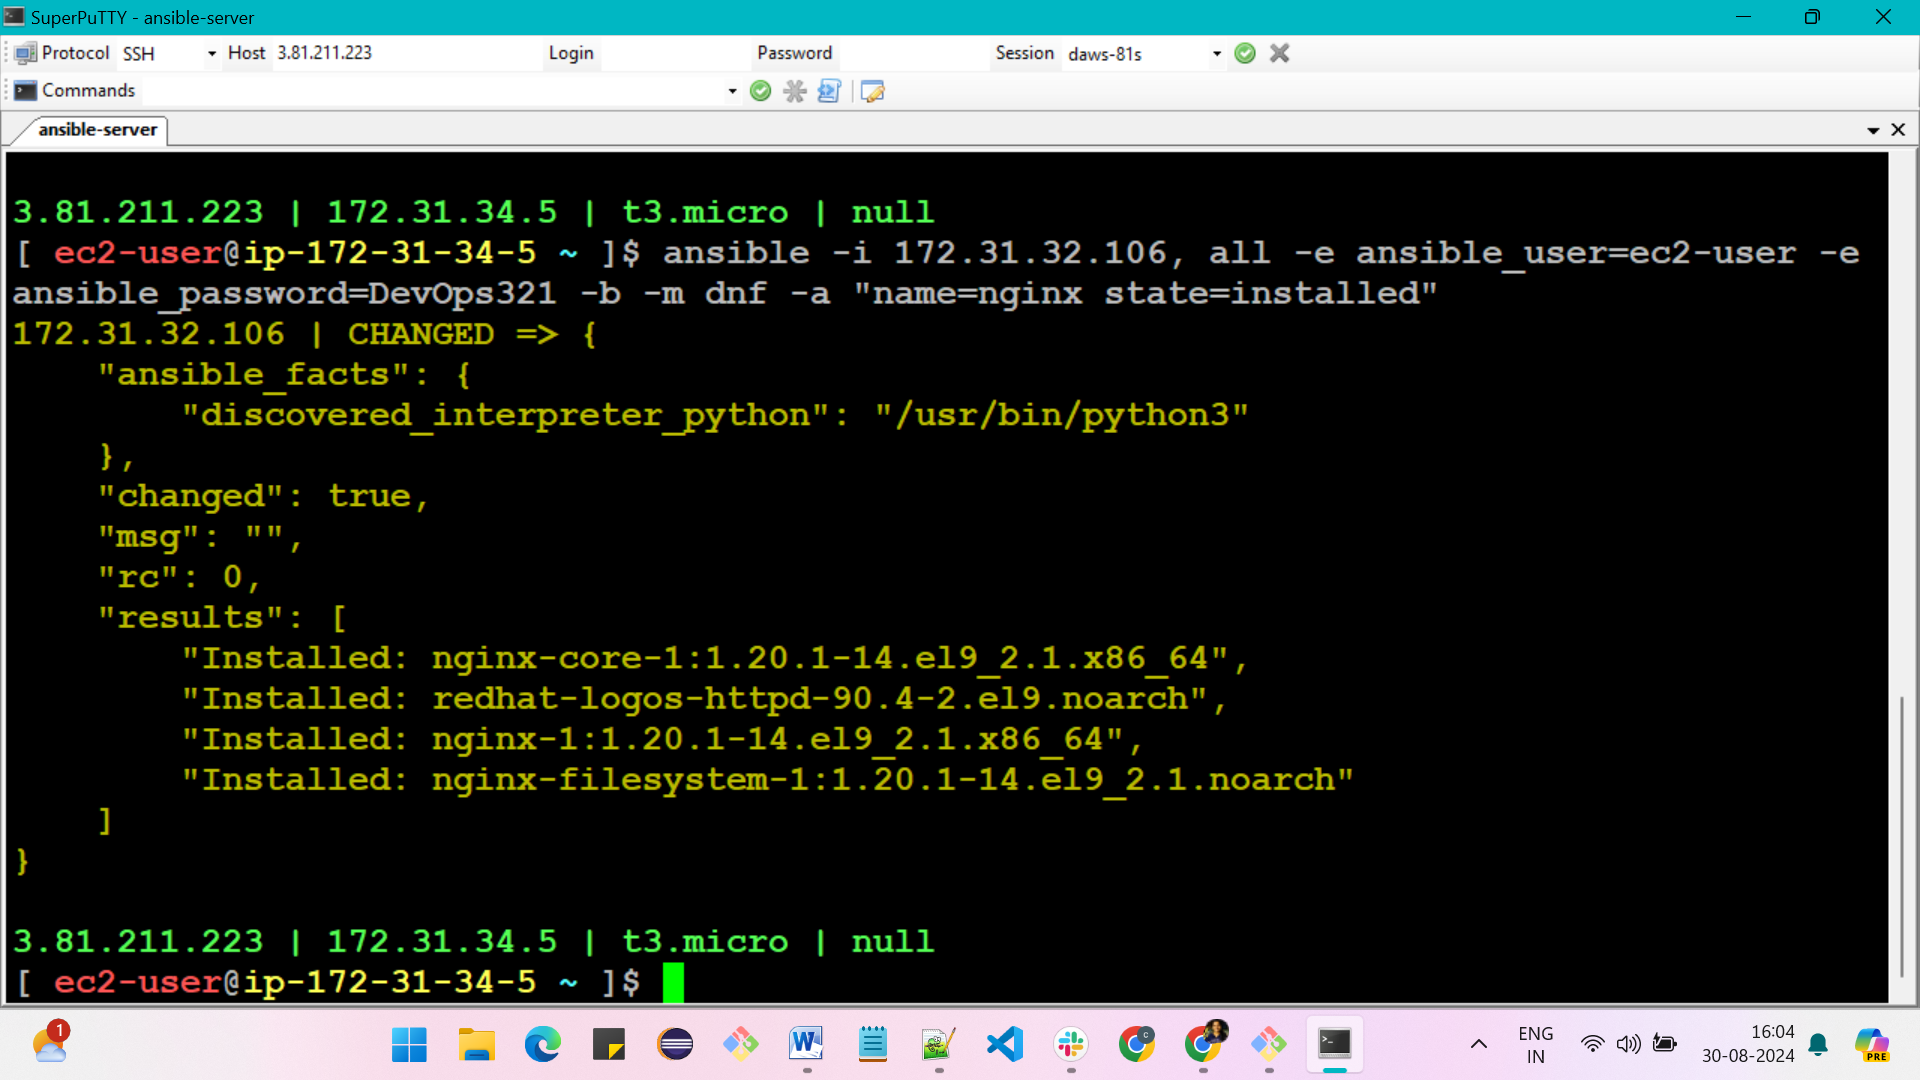 SuperPuTTY - ansible-server
Protocol SSH Host 3.81.211.223 Login Password Session daws-81s
Commands
ansible-server
3.81.211.223 | 172.31.34.5 | t3.micro | null
[ ec2-user@ip-172-31-34-5 ~ ]$ ansible -i 172.31.32.106, all -e ansible_user=ec2-user -e
ansible_password=DevOps321 -b -m dnf -a "name=nginx state=installed"
172.31.32.106 | CHANGED => {
    "ansible_facts": {
        "discovered_interpreter_python": "/usr/bin/python3"
    },
    "changed": true,
    "msg": "",
    "rc": 0,
    "results": [
        "Installed: nginx-core-1:1.20.1-14.el9_2.1.x86_64",
        "Installed: redhat-logos-httpd-90.4-2.el9.noarch",
        "Installed: nginx-1:1.20.1-14.el9_2.1.x86_64",
        "Installed: nginx-filesystem-1:1.20.1-14.el9_2.1.noarch"
    ]
}
3.81.211.223 | 172.31.34.5 | t3.micro | null
[ ec2-user@ip-172-31-34-5 ~ ]$
1
ENG
IN
16:04
30-08-2024
PRE